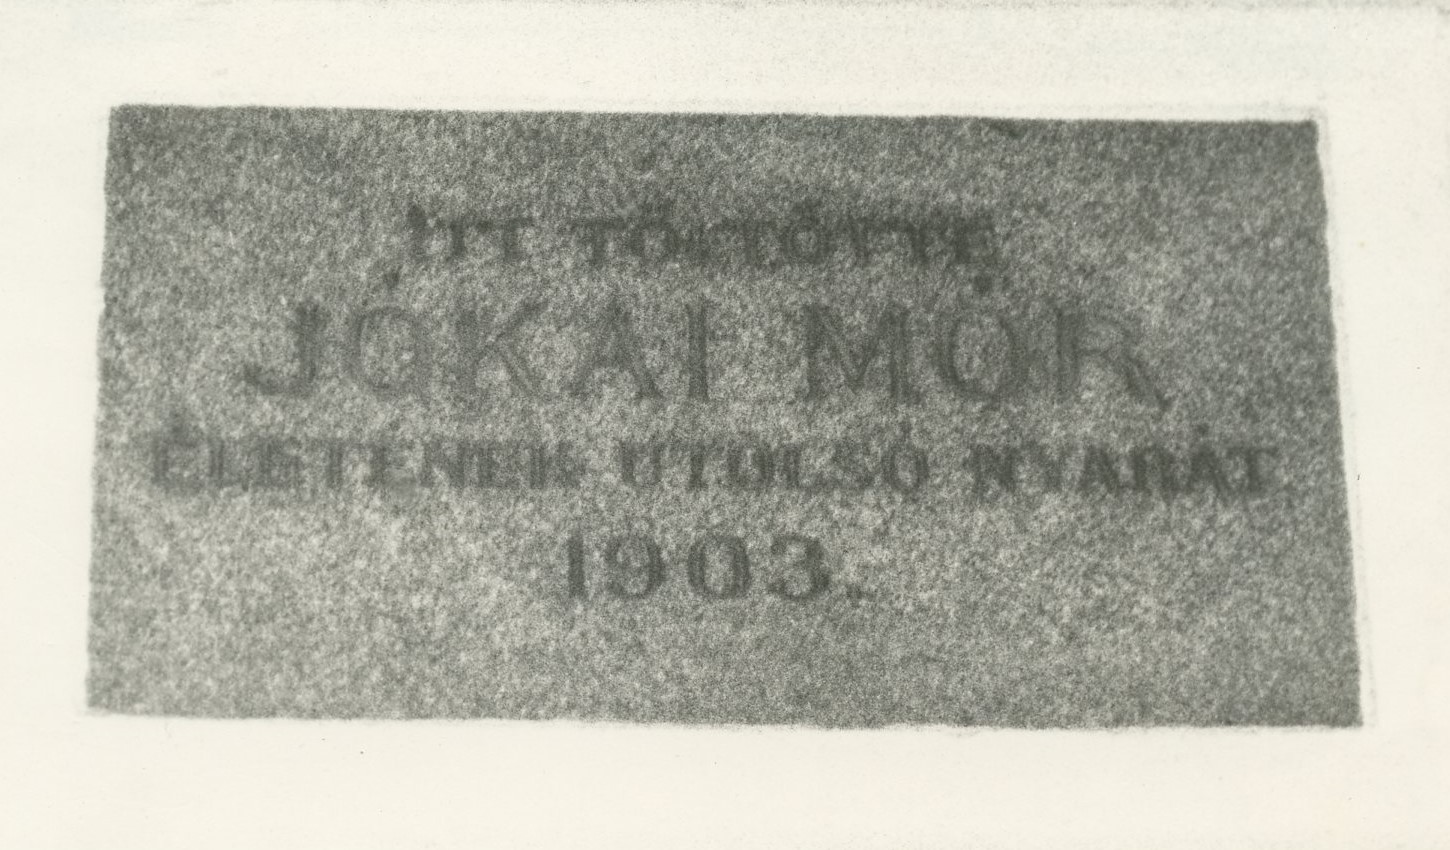 ITT TÖLTÖTTE
JÓKAI MÓR
ÉLETÉNEK UTOLSÓ NYARÁT
1903.